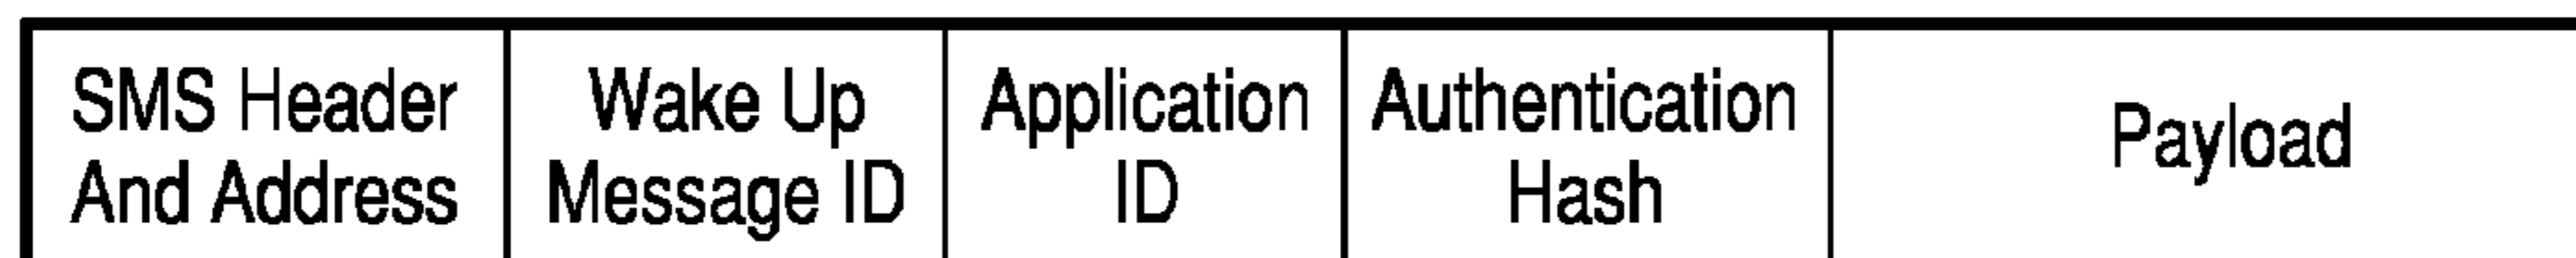 SMS Header
And Address
Wake Up
Message ID
Application
ID
Authentication
Hash
Payload